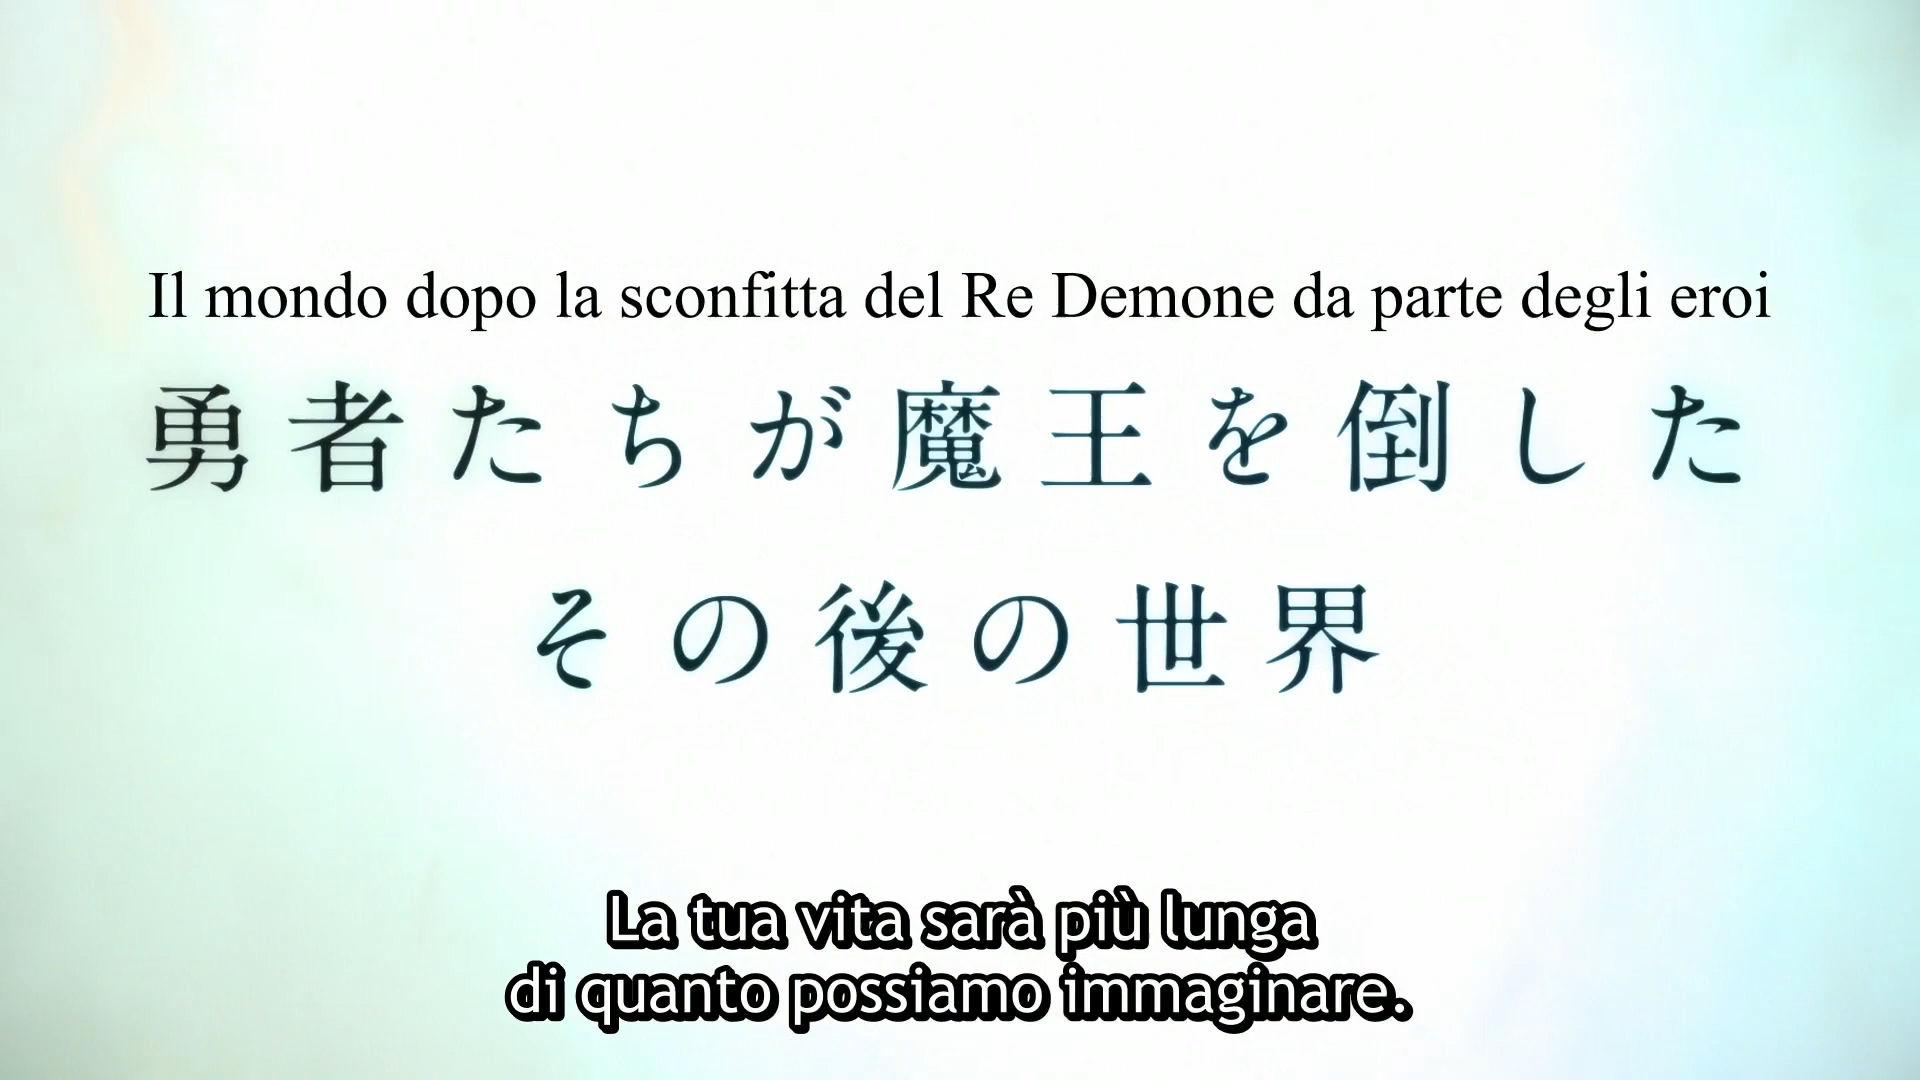 Il mondo dopo la sconfitta del Re Demone da parte degli eroi
勇者たちが魔王を倒した
その後の世界
La tua vita sarà più lunga
di quanto possiamo immaginare.